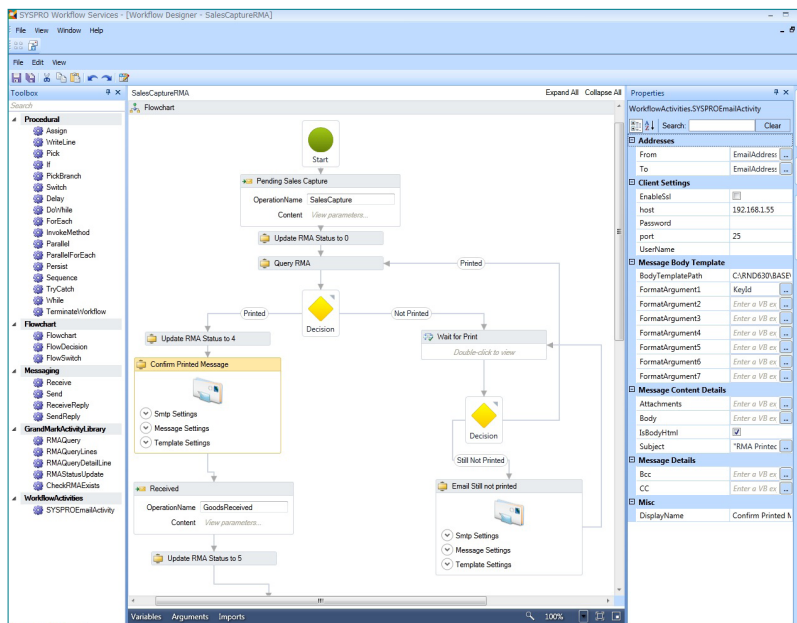 SYSPRO Workflow Services - [Workflow Designer - SalesCaptureRMA]
File View Window Help
File Edit View
Toolbox
Search
Procedural
Assign
WriteLine
Pick
If
PickBranch
Switch
Delay
DoWhile
ForEach
InvokeMethod
Parallel
ParallelForEach
Persist
Sequence
TryCatch
While
TerminateWorkflow
Flowchart
Flowchart
FlowDecision
FlowSwitch
Messaging
Receive
Send
ReceiveReply
SendReply
GrandMarkActivityLibrary
RMAQuery
RMAQueryLines
RMAQueryDetailLine
RMAStatusUpdate
CheckRMAExists
WorkflowActivities
SYSPROEmailActivity
SalesCaptureRMA Expand All Collapse All
Flowchart
Start
Pending Sales Capture
OperationName SalesCapture
Content View parameters...
Update RMA Status to 0
Query RMA
Printed
Printed
Decision
Not Printed
Update RMA Status to 4
Confirm Printed Message
Smtp Settings
Message Settings
Template Settings
Wait for Print
Double-click to view
Decision
Still Not Printed
Received
OperationName GoodsReceived
Content View parameters...
Update RMA Status to 5
Email Still not printed
Smtp Settings
Message Settings
Template Settings
Variables Arguments Imports
100%
Properties
WorkflowActivities.SYSPROEmailActivity
Search: Clear
Addresses
From EmailAddress ...
To EmailAddress ...
Client Settings
EnableSsl
host 192.168.1.55
Password
port 25
UserName
Message Body Template
BodyTemplatePath C:\RND630\BASE\
FormatArgument1 KeyId ...
FormatArgument2 Enter a VB ex ...
FormatArgument3 Enter a VB ex ...
FormatArgument4 Enter a VB ex ...
FormatArgument5 Enter a VB ex ...
FormatArgument6 Enter a VB ex ...
FormatArgument7 Enter a VB ex ...
Message Content Details
Attachments Enter a VB ex ...
Body Enter a VB ex ...
IsBodyHtml
Subject "RMA Printec ...
Message Details
Bcc Enter a VB ex ...
CC Enter a VB ex ...
Misc
DisplayName Confirm Printed M